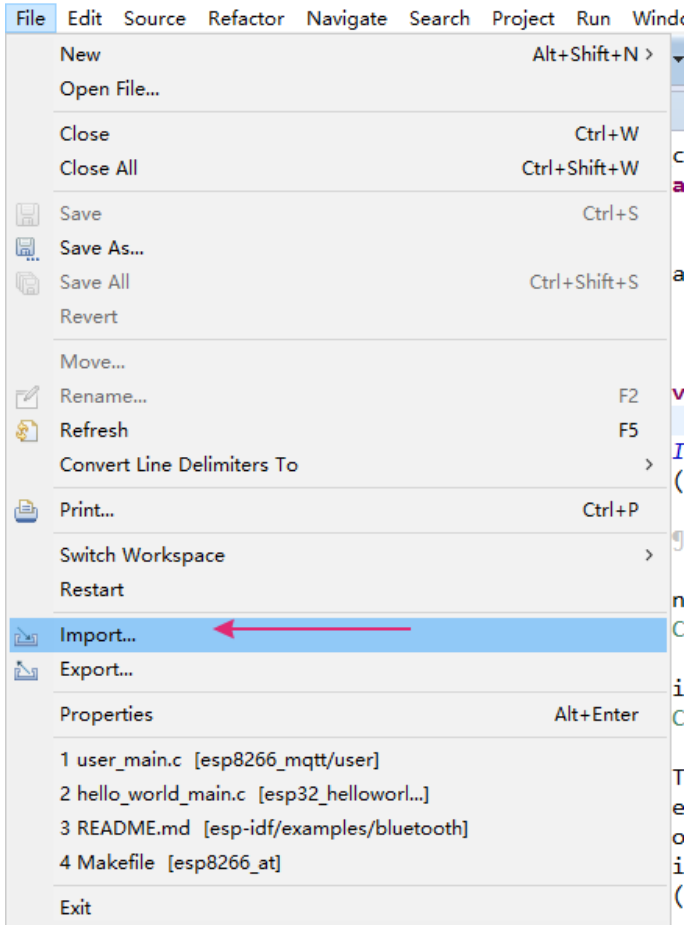 File Edit Source Refactor Navigate Search Project Run
New Alt+Shift+N >
Open File...
Close Ctrl+W
Close All Ctrl+Shift+W
Save Ctrl+S
Save As...
Save All Ctrl+Shift+S
Revert
Move...
Rename... F2
Refresh F5
Convert Line Delimiters To >
Print... Ctrl+P
Switch Workspace >
Restart
Import...
Export...
Properties Alt+Enter
1 user_main.c [esp8266_mqtt/user]
2 hello_world_main.c [esp32_helloworl...]
3 README.md [esp-idf/examples/bluetooth]
4 Makefile [esp8266_at]
Exit